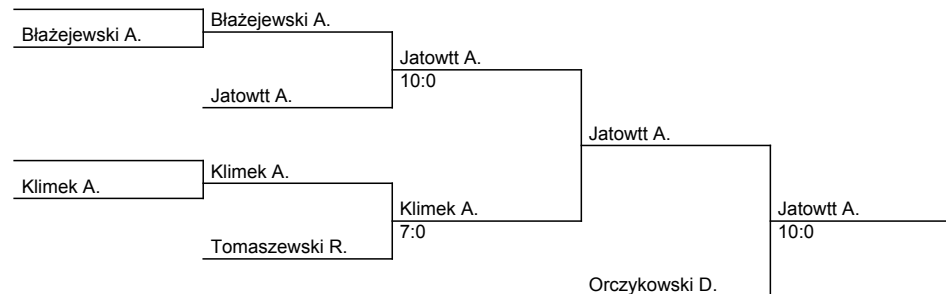 Błażejewski A.
Błażejewski A.
Jatowtt A.
10:0
Jatowtt A.
Jatowtt A.
Klimek A.
Klimek A.
Klimek A.
7:0
Jatowtt A.
10:0
Tomaszewski R.
Orczykowski D.